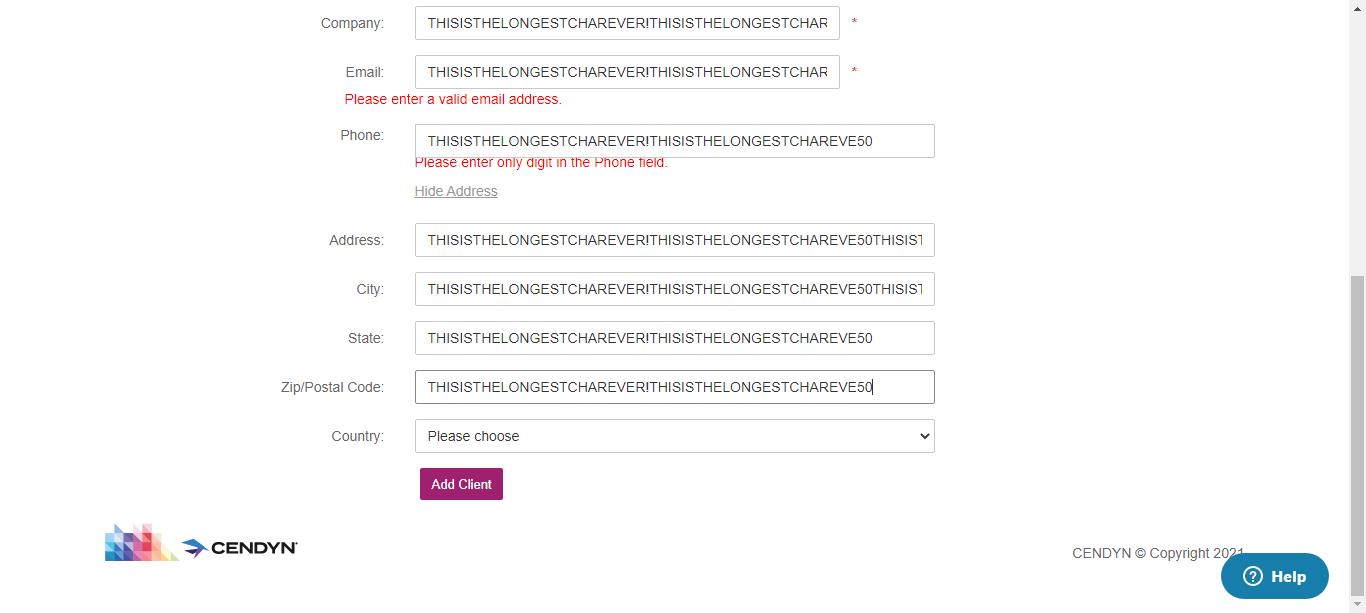 Company: THISISTHELONGESTCHAREVER!THISISTHELONGESTCHAR *
Email: THISISTHELONGESTCHAREVER!THISISTHELONGESTCHAR *
Please enter a valid email address.
Phone: THISISTHELONGESTCHAREVER!THISISTHELONGESTCHAREVE50
Please enter only digit in the Phone field.
Hide Address
Address: THISISTHELONGESTCHAREVER!THISISTHELONGESTCHAREVE50THISIST
City: THISISTHELONGESTCHAREVER!THISISTHELONGESTCHAREVE50THISIST
State: THISISTHELONGESTCHAREVER!THISISTHELONGESTCHAREVE50
Zip/Postal Code: THISISTHELONGESTCHAREVER!THISISTHELONGESTCHAREVE50
Country: Please choose
Add Client
CENDYN
CENDYN © Copyright 2021
? Help